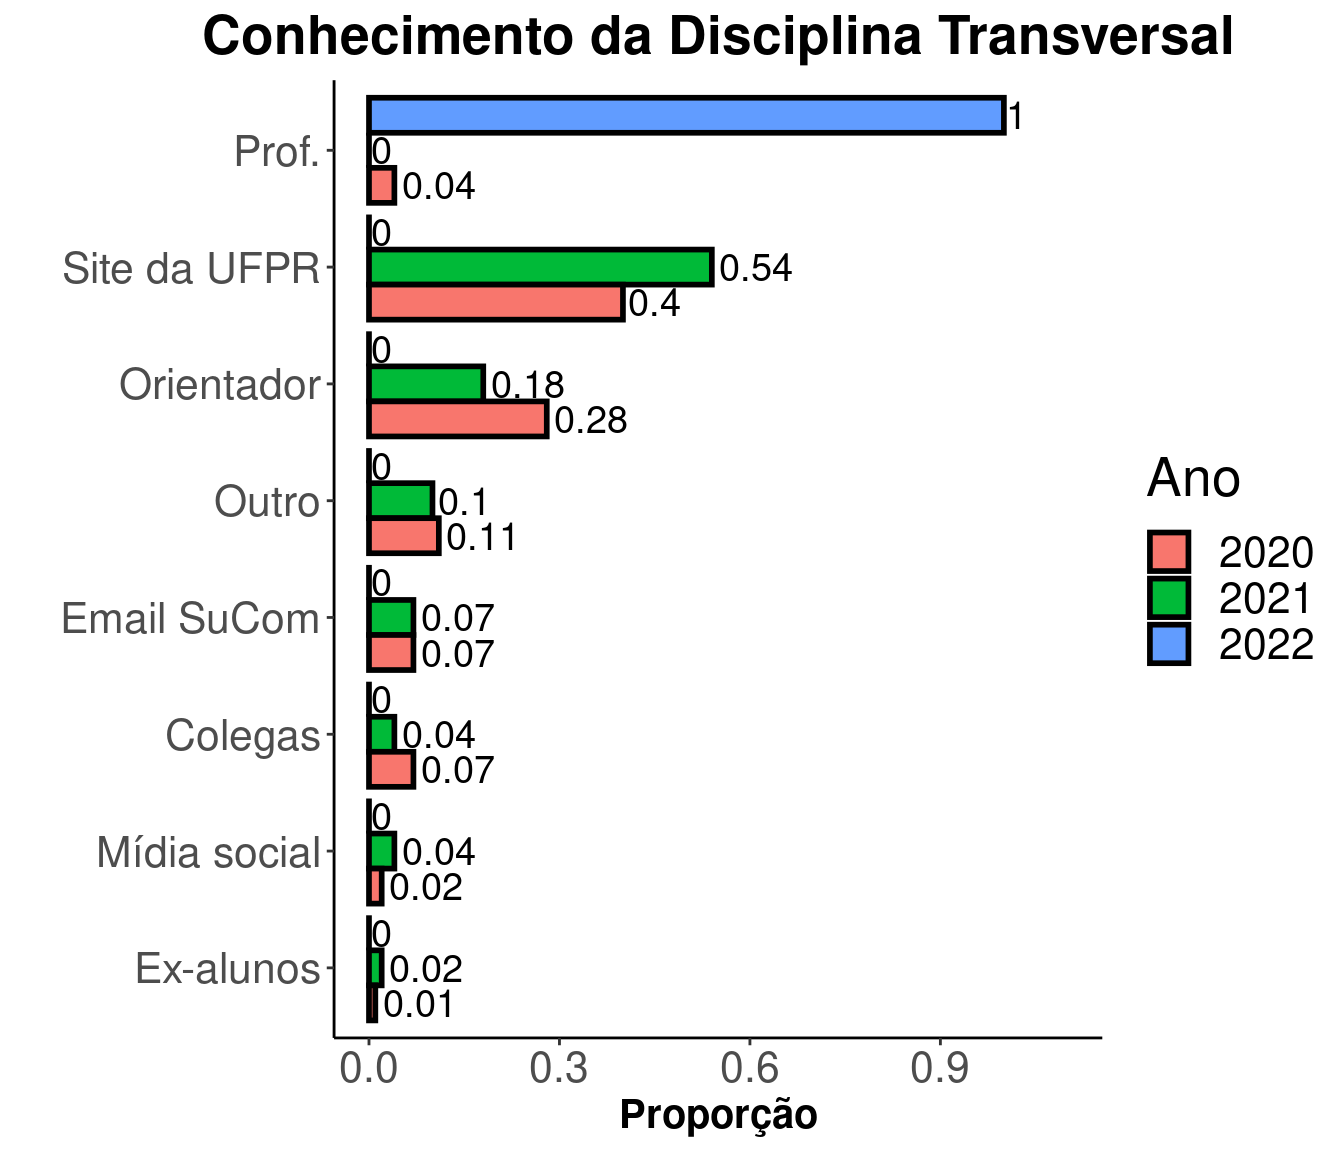 Conhecimento da Disciplina Transversal
Prof.
1
0
0.04
Site da UFPR
0
0.54
0.4
Orientador
0
0.18
0.28
Outro
0
0.1
0.11
Email SuCom
0
0.07
0.07
Colegas
0
0.04
0.07
Mídia social
0
0.04
0.02
Ex-alunos
0
0.02
0.01
0.0 0.3 0.6 0.9
Proporção
Ano
2020
2021
2022